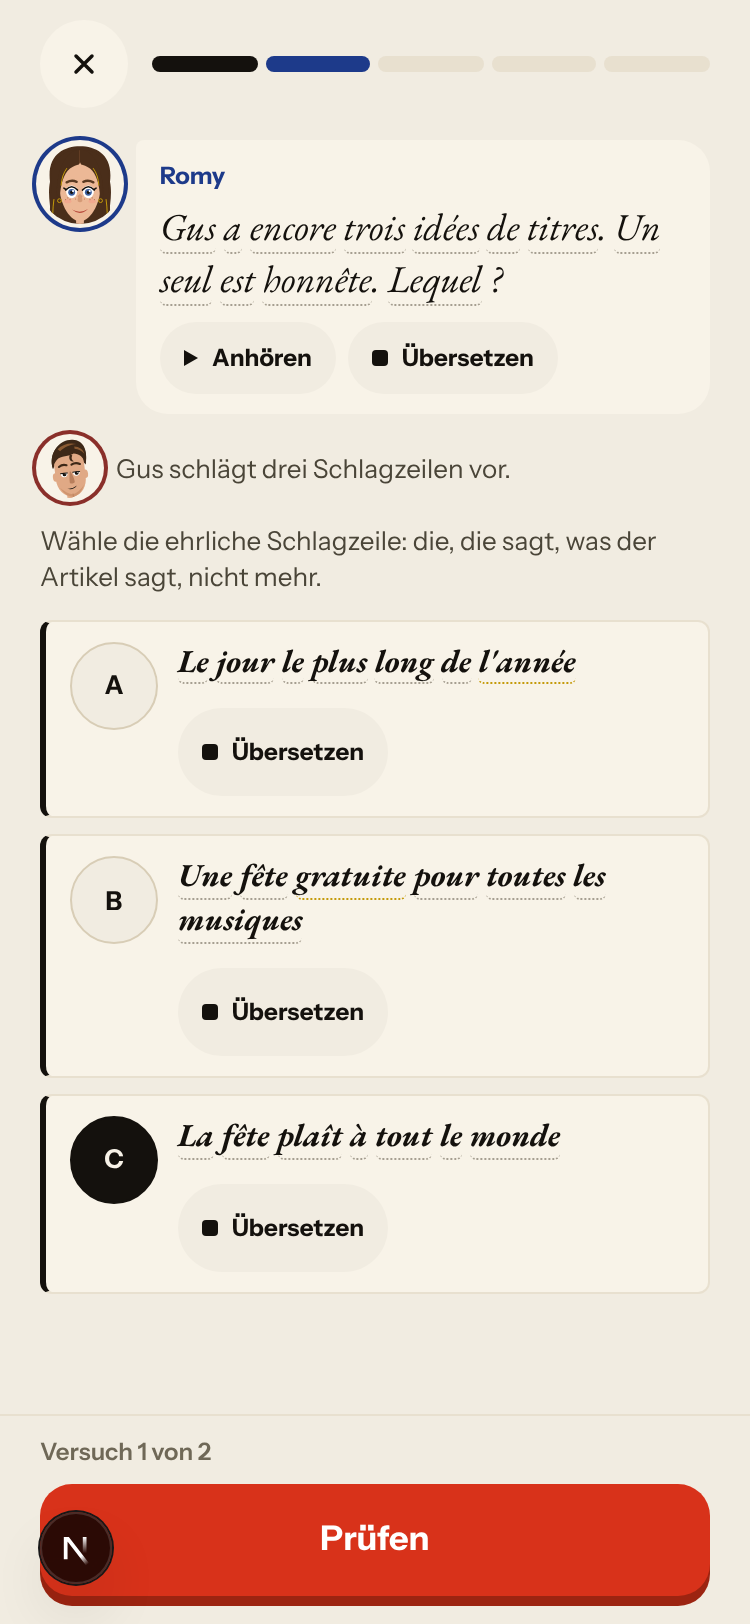 Romy
Gus a encore trois idées de titres. Un
seul est honnête. Lequel ?
Anhören
Übersetzen
Gus schlägt drei Schlagzeilen vor.
Wähle die ehrliche Schlagzeile: die, die sagt, was der
Artikel sagt, nicht mehr.
A
Le jour le plus long de l'année
Übersetzen
B
Une fête gratuite pour toutes les
musiques
Übersetzen
C
La fête plaît à tout le monde
Übersetzen
Versuch 1 von 2
Prüfen
N